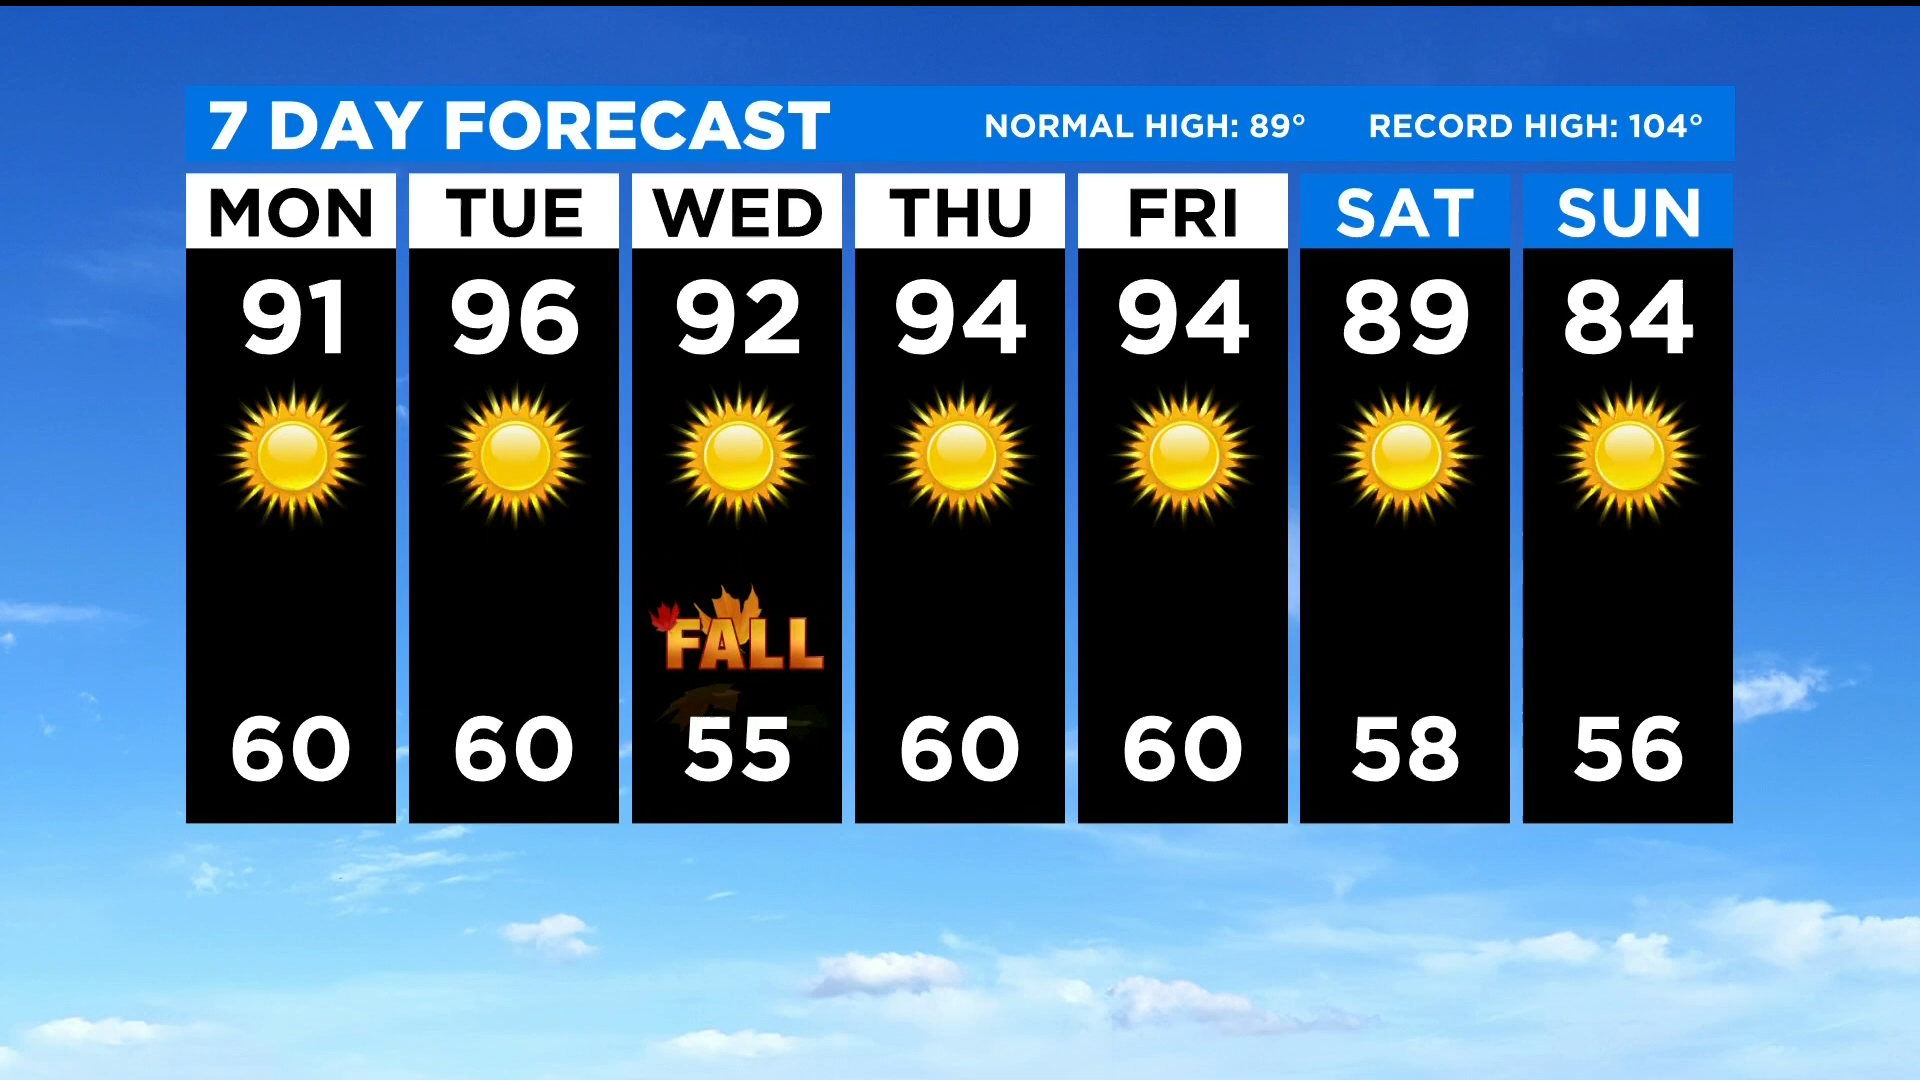 7 DAY FORECAST NORMAL HIGH: 89° RECORD HIGH: 104°
MON TUE WED THU FRI SAT SUN
91 96 92 94 94 89 84
FALL
60 60 55 60 60 58 56